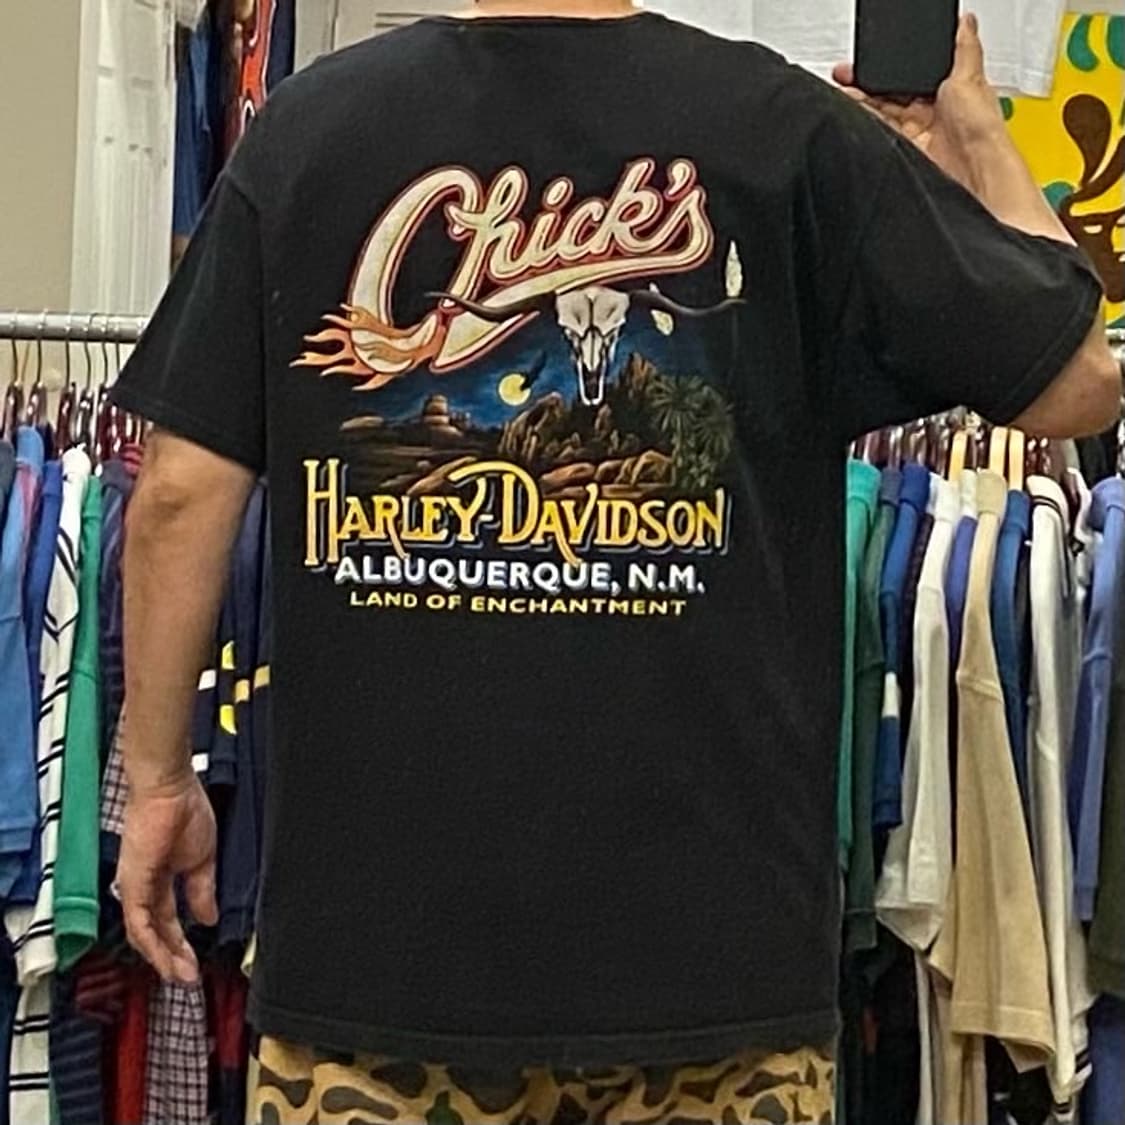 Chick's
HARLEY-DAVIDSON
ALBUQUERQUE, N.M.
LAND OF ENCHANTMENT